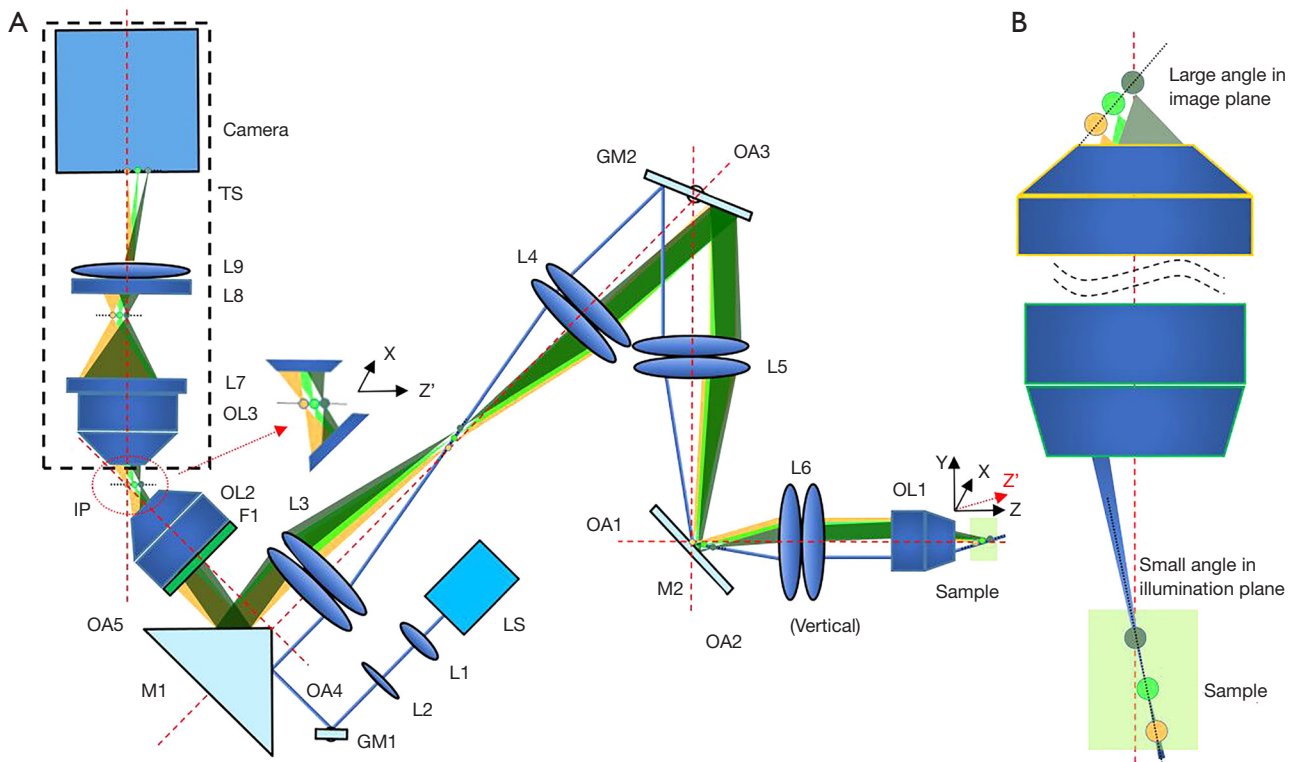 A
Camera
TS
L9
L8
L7
OL3
IP
OL2
F1
L3
X
Z'
OA5
M1
OA4
GM1
L2
L1
LS
L4
GM2
OA3
L5
OA1
M2
OA2
L6
(Vertical)
OL1
Y
X
Z'
Z
Sample
B
Large angle in
image plane
Small angle in
illumination plane
Sample